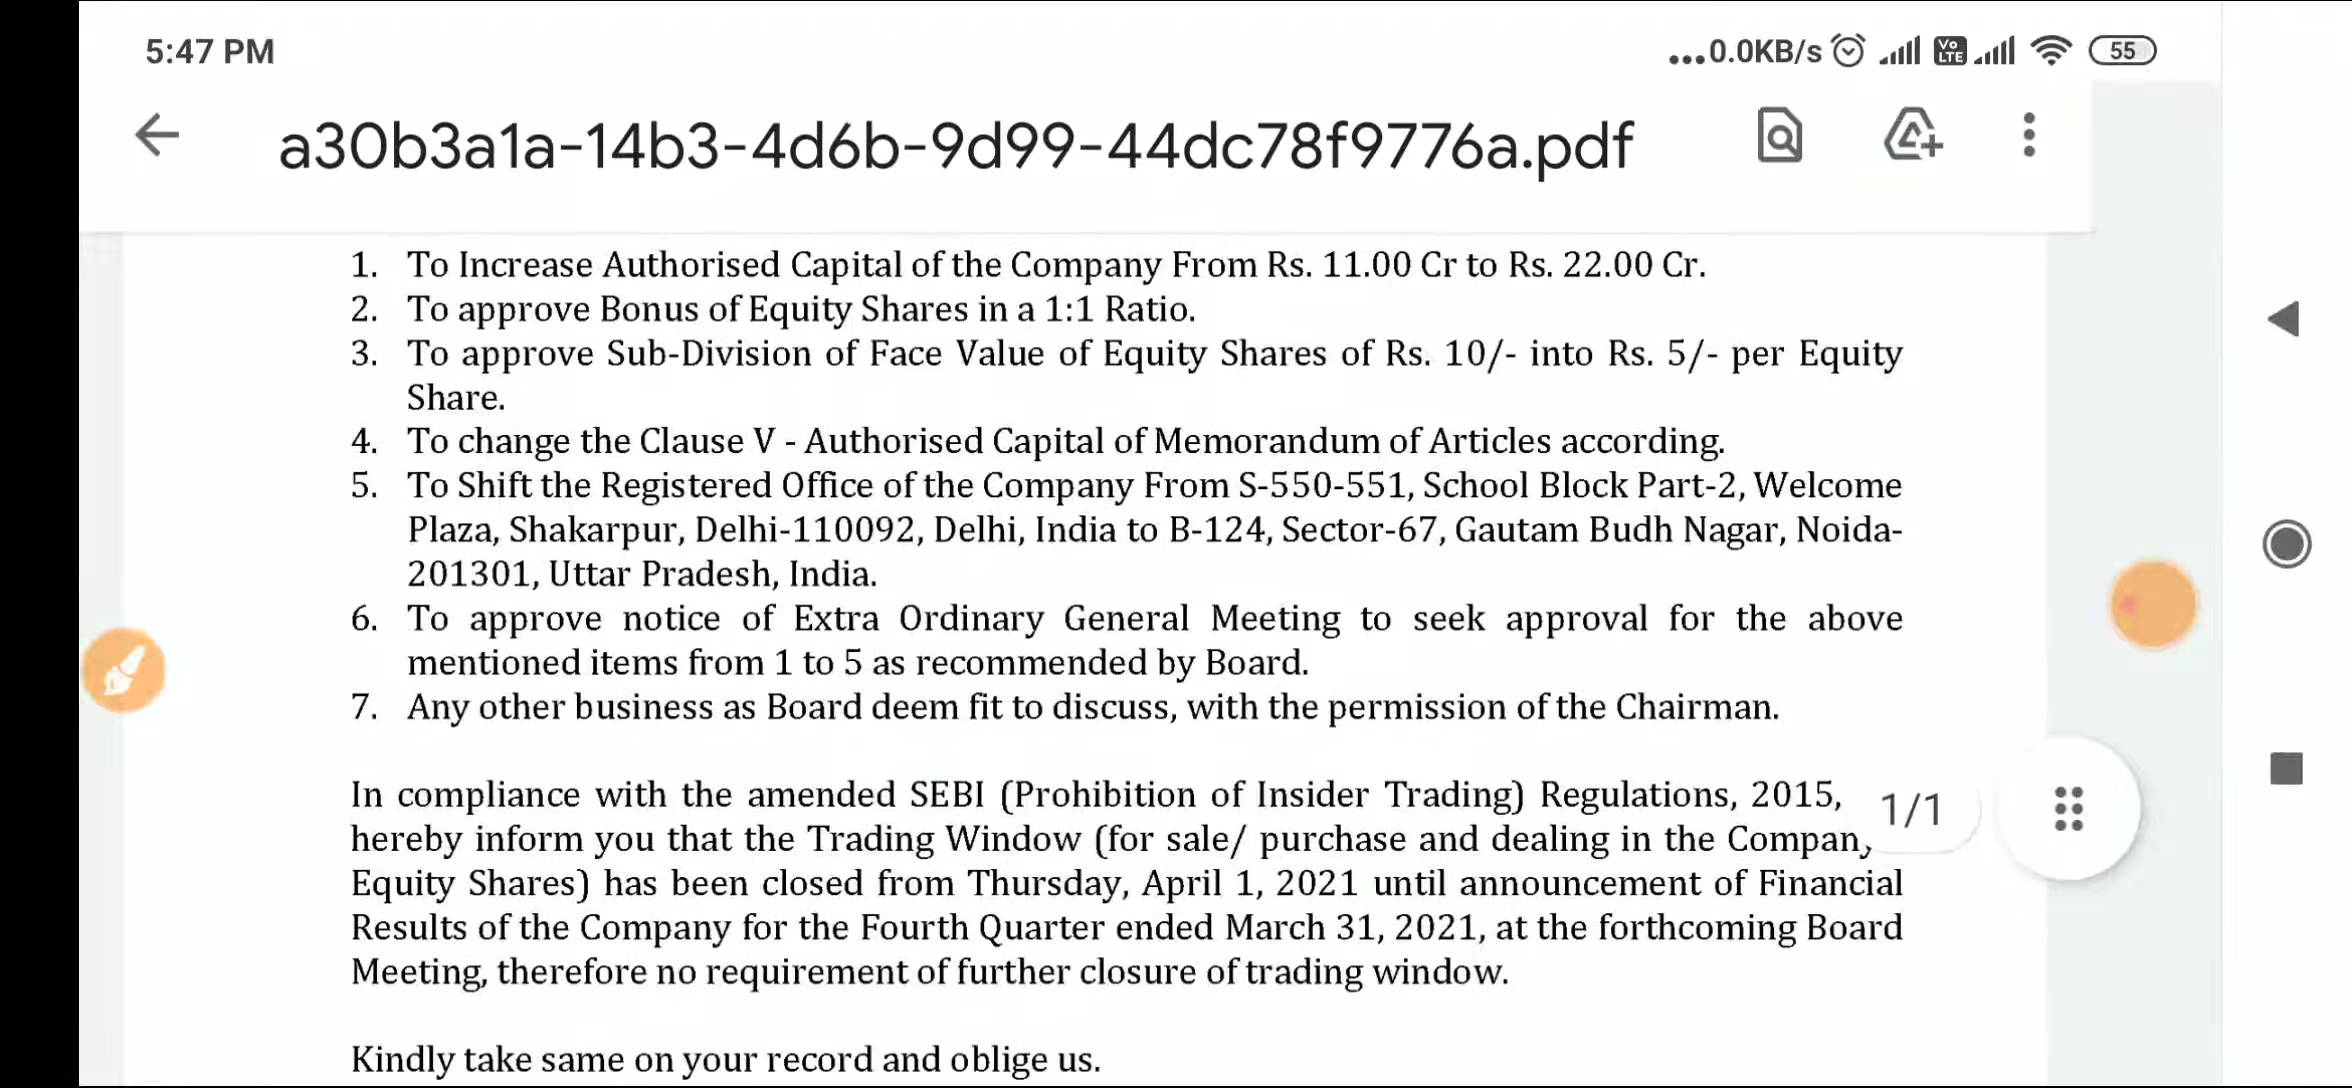 5:47 PM
...0.0KB/s Vo LTE 55
a30b3a1a-14b3-4d6b-9d99-44dc78f9776a.pdf
1. To Increase Authorised Capital of the Company From Rs. 11.00 Cr to Rs. 22.00 Cr.
2. To approve Bonus of Equity Shares in a 1:1 Ratio.
3. To approve Sub-Division of Face Value of Equity Shares of Rs. 10/- into Rs. 5/- per Equity
Share.
4. To change the Clause V - Authorised Capital of Memorandum of Articles according.
5. To Shift the Registered Office of the Company From S-550-551, School Block Part-2, Welcome
Plaza, Shakarpur, Delhi-110092, Delhi, India to B-124, Sector-67, Gautam Budh Nagar, Noida-
201301, Uttar Pradesh, India.
6. To approve notice of Extra Ordinary General Meeting to seek approval for the above
mentioned items from 1 to 5 as recommended by Board.
7. Any other business as Board deem fit to discuss, with the permission of the Chairman.
In compliance with the amended SEBI (Prohibition of Insider Trading) Regulations, 2015,
1/1
hereby inform you that the Trading Window (for sale/ purchase and dealing in the Company
Equity Shares) has been closed from Thursday, April 1, 2021 until announcement of Financial
Results of the Company for the Fourth Quarter ended March 31, 2021, at the forthcoming Board
Meeting, therefore no requirement of further closure of trading window.
Kindly take same on your record and oblige us.